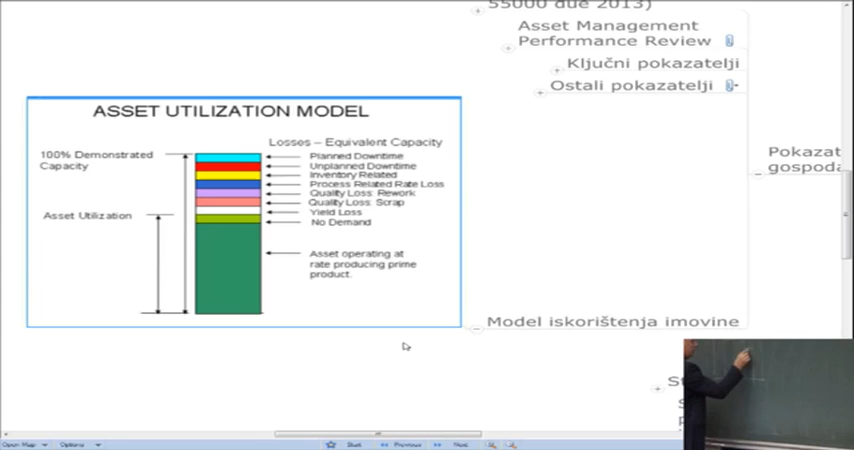 55000 due 2013)
Asset Management
Performance Review
Ključni pokazatelji
Ostali pokazatelji
Pokazat
gospoda
ASSET UTILIZATION MODEL
Losses – Equivalent Capacity
100% Demonstrated
Capacity
Planned Downtime
Unplanned Downtime
Inventory Related
Process Related Rate Loss
Quality Loss: Rework
Quality Loss: Scrap
Yield Loss
No Demand
Asset Utilization
Asset operating at
rate producing prime
product.
Model iskorištenja imovine
Open Map
Options
Start
Previous
Next